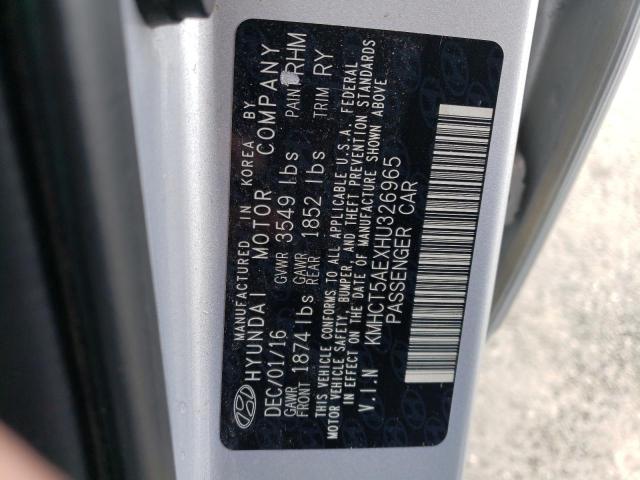 MANUFACTURED IN KOREA BY
HYUNDAI MOTOR COMPANY
DEC/01/16 GVWR 3549 lbs PAINT RHM
GAWR FRONT 1874 lbs GAWR REAR 1852 lbs TRIM RY
THIS VEHICLE CONFORMS TO ALL APPLICABLE U.S.A. FEDERAL
MOTOR VEHICLE SAFETY, BUMPER, AND THEFT PREVENTION STANDARDS
IN EFFECT ON THE DATE OF MANUFACTURE SHOWN ABOVE
V.I.N KMHCT5AEXHU326965
PASSENGER CAR